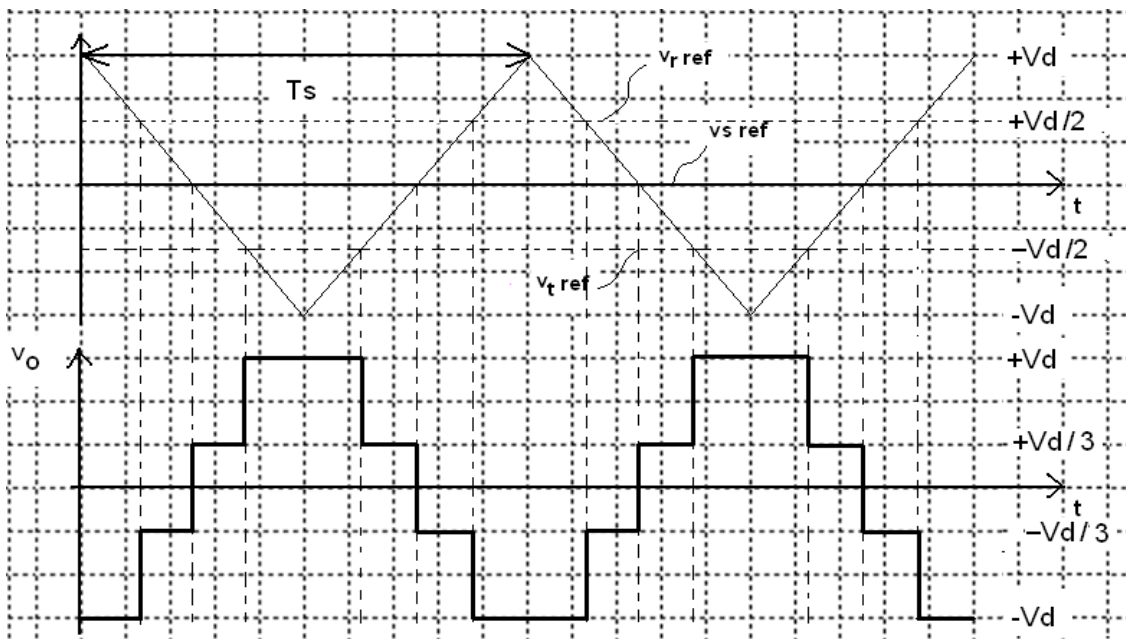 v_r ref
+Vd
Ts
+Vd/2
vs ref
t
-Vd/2
v_t ref
-Vd
v_o
+Vd
+Vd/3
t
-Vd/3
-Vd